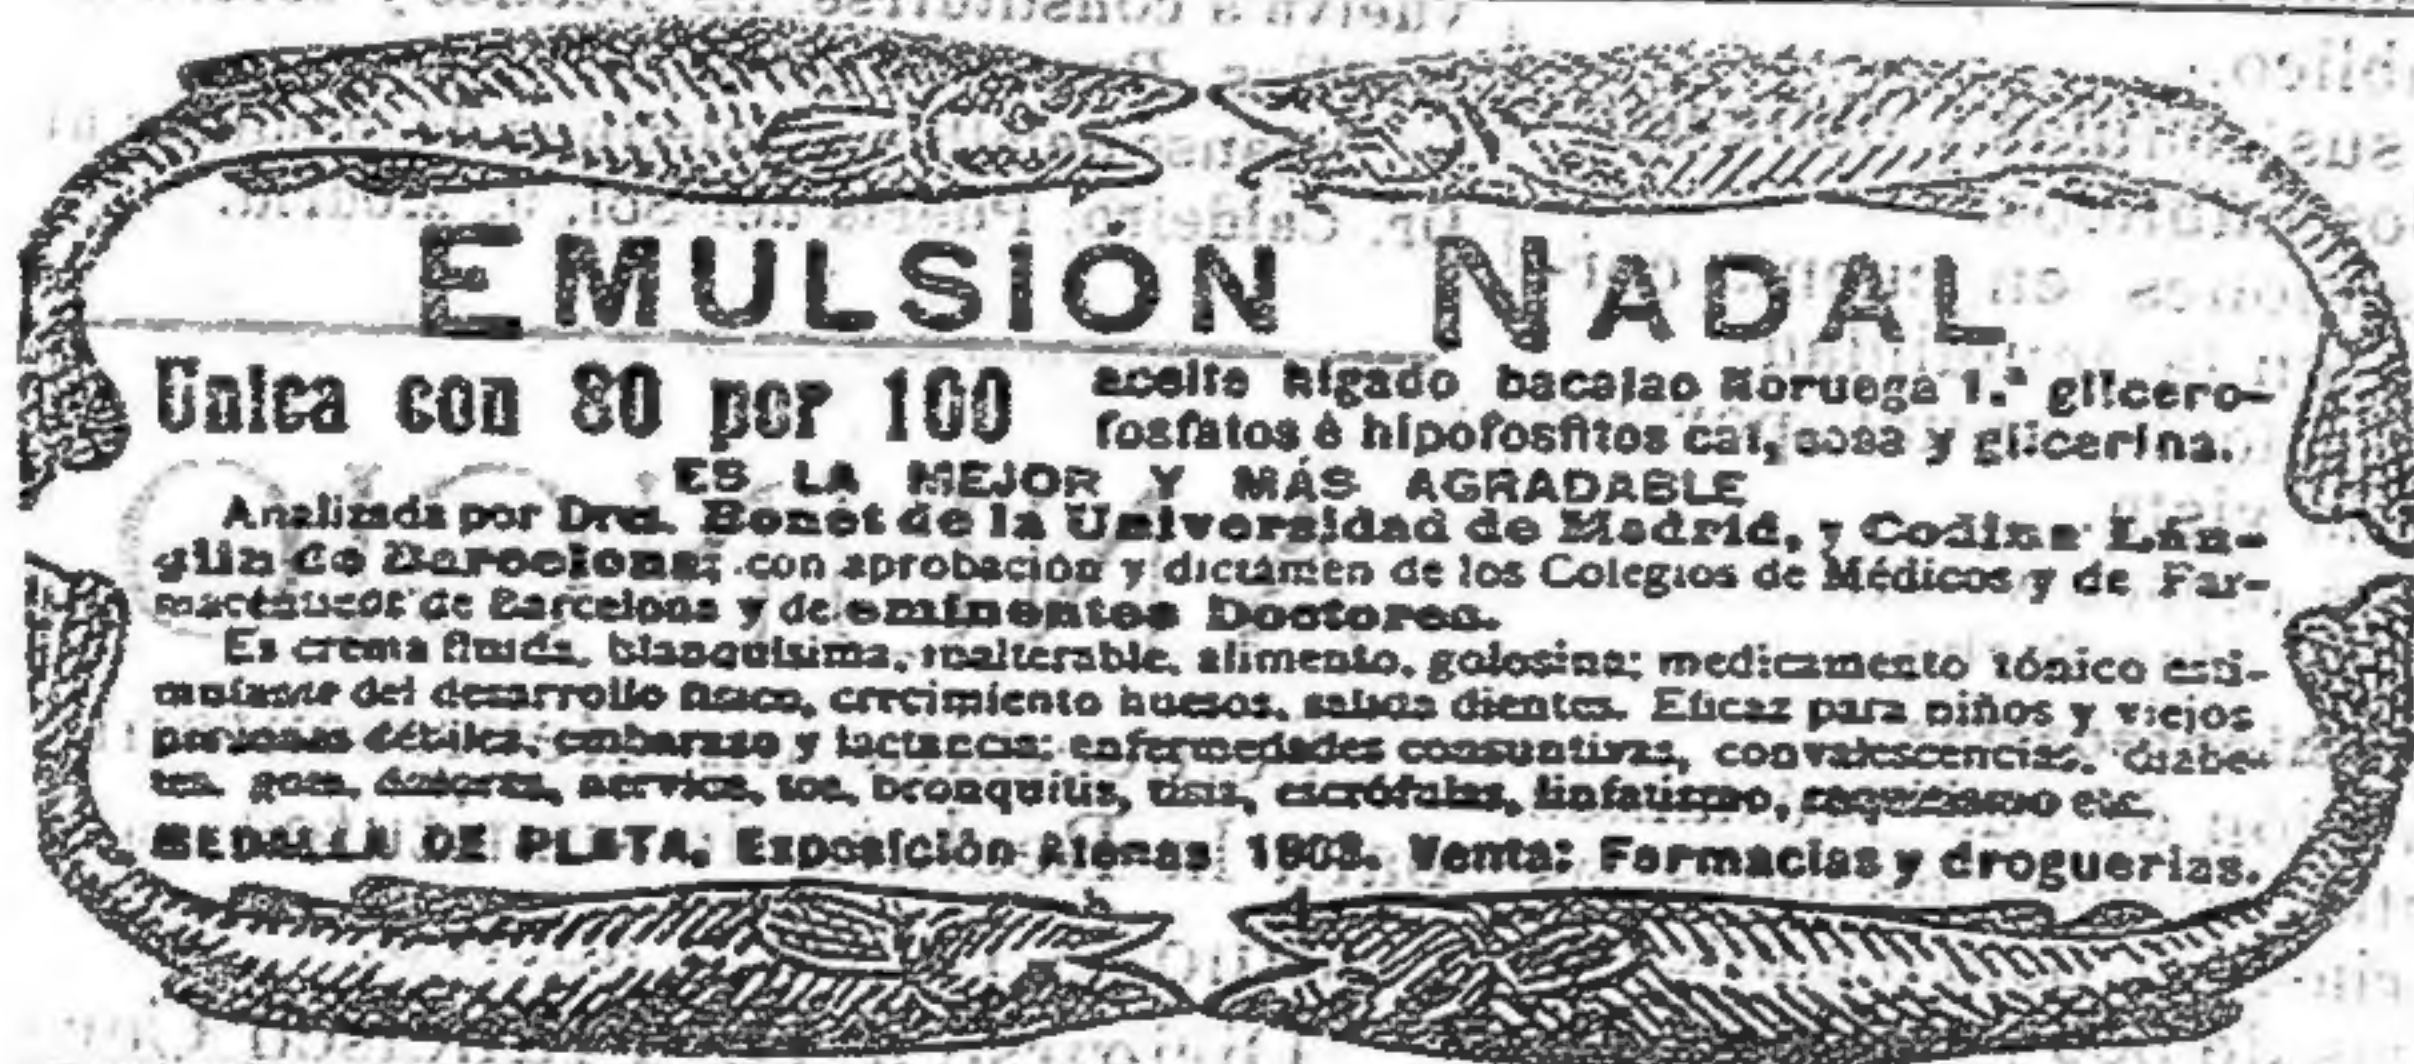 EMULSIÓN NADAL
Única con 80 por 100 aceite hígado bacalao Noruega 1.ª glicero-
fosfatos é hipofosfitos cal, sosa y glicerina.
ES LA MEJOR Y MÁS AGRADABLE
Analizada por Dres. Bonet de la Universidad de Madrid, y Codina Län-
glin de Barcelona; con aprobación y dictámen de los Colegios de Médicos y de Far-
macéuticos de Barcelona y de eminentes Doctores.
Es crema fluida, blanquísima, inalterable, alimento, golosina; medicamento tónico esti-
mulante del desarrollo físico, crecimiento huesos, salida dientes. Eficaz para niños y viejos
personas débiles, embarazo y lactancia; enfermedades consuntivas, convalescencias, diabe-
tes, gota, dolores, nervios, tos, bronquitis, tisis, escrófulas, linfatismo, raquitismo etc.
MEDALLA DE PLATA, Exposición Atenas 1903. Venta: Farmacias y droguerias.